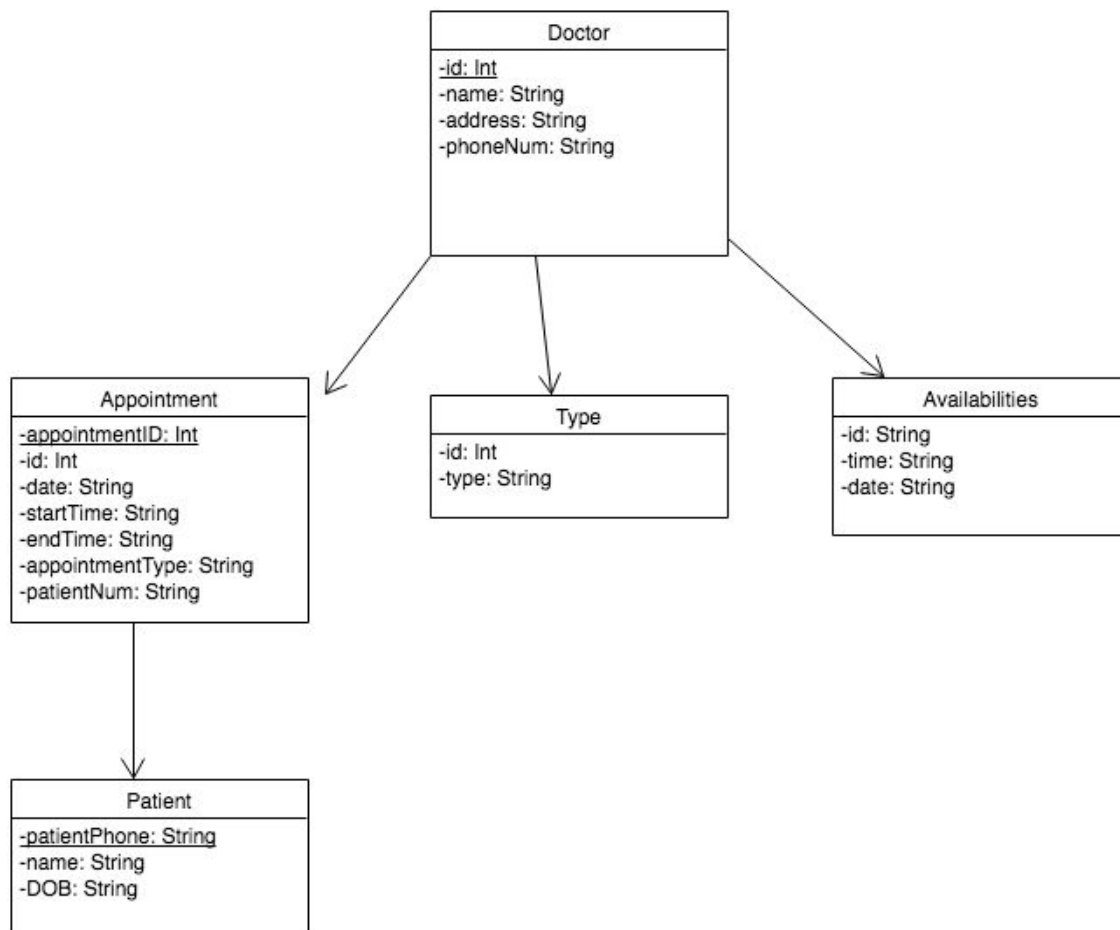 Doctor
-id: Int
-name: String
-address: String
-phoneNum: String
Appointment
-appointmentID: Int
-id: Int
-date: String
-startTime: String
-endTime: String
-appointmentType: String
-patientNum: String
Type
-id: Int
-type: String
Availabilities
-id: String
-time: String
-date: String
Patient
-patientPhone: String
-name: String
-DOB: String